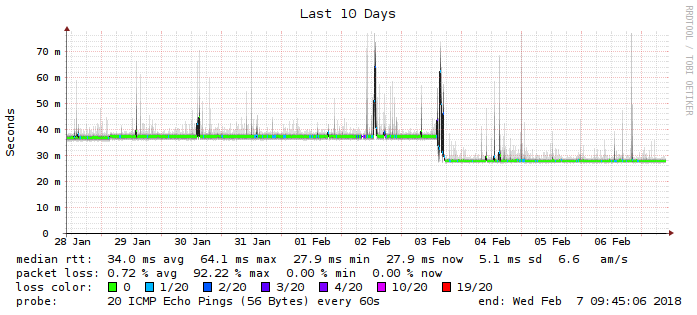 Last 10 Days
RRDTOOL / TOBI OETIKER
Seconds
70 m
60 m
50 m
40 m
30 m
20 m
10 m
0
28 Jan 29 Jan 30 Jan 31 Jan 01 Feb 02 Feb 03 Feb 04 Feb 05 Feb 06 Feb
median rtt: 34.0 ms avg 64.1 ms max 27.9 ms min 27.9 ms now 5.1 ms sd 6.6 am/s
packet loss: 0.72 % avg 92.22 % max 0.00 % min 0.00 % now
loss color: 0 1/20 2/20 3/20 4/20 10/20 19/20
probe: 20 ICMP Echo Pings (56 Bytes) every 60s end: Wed Feb 7 09:45:06 2018